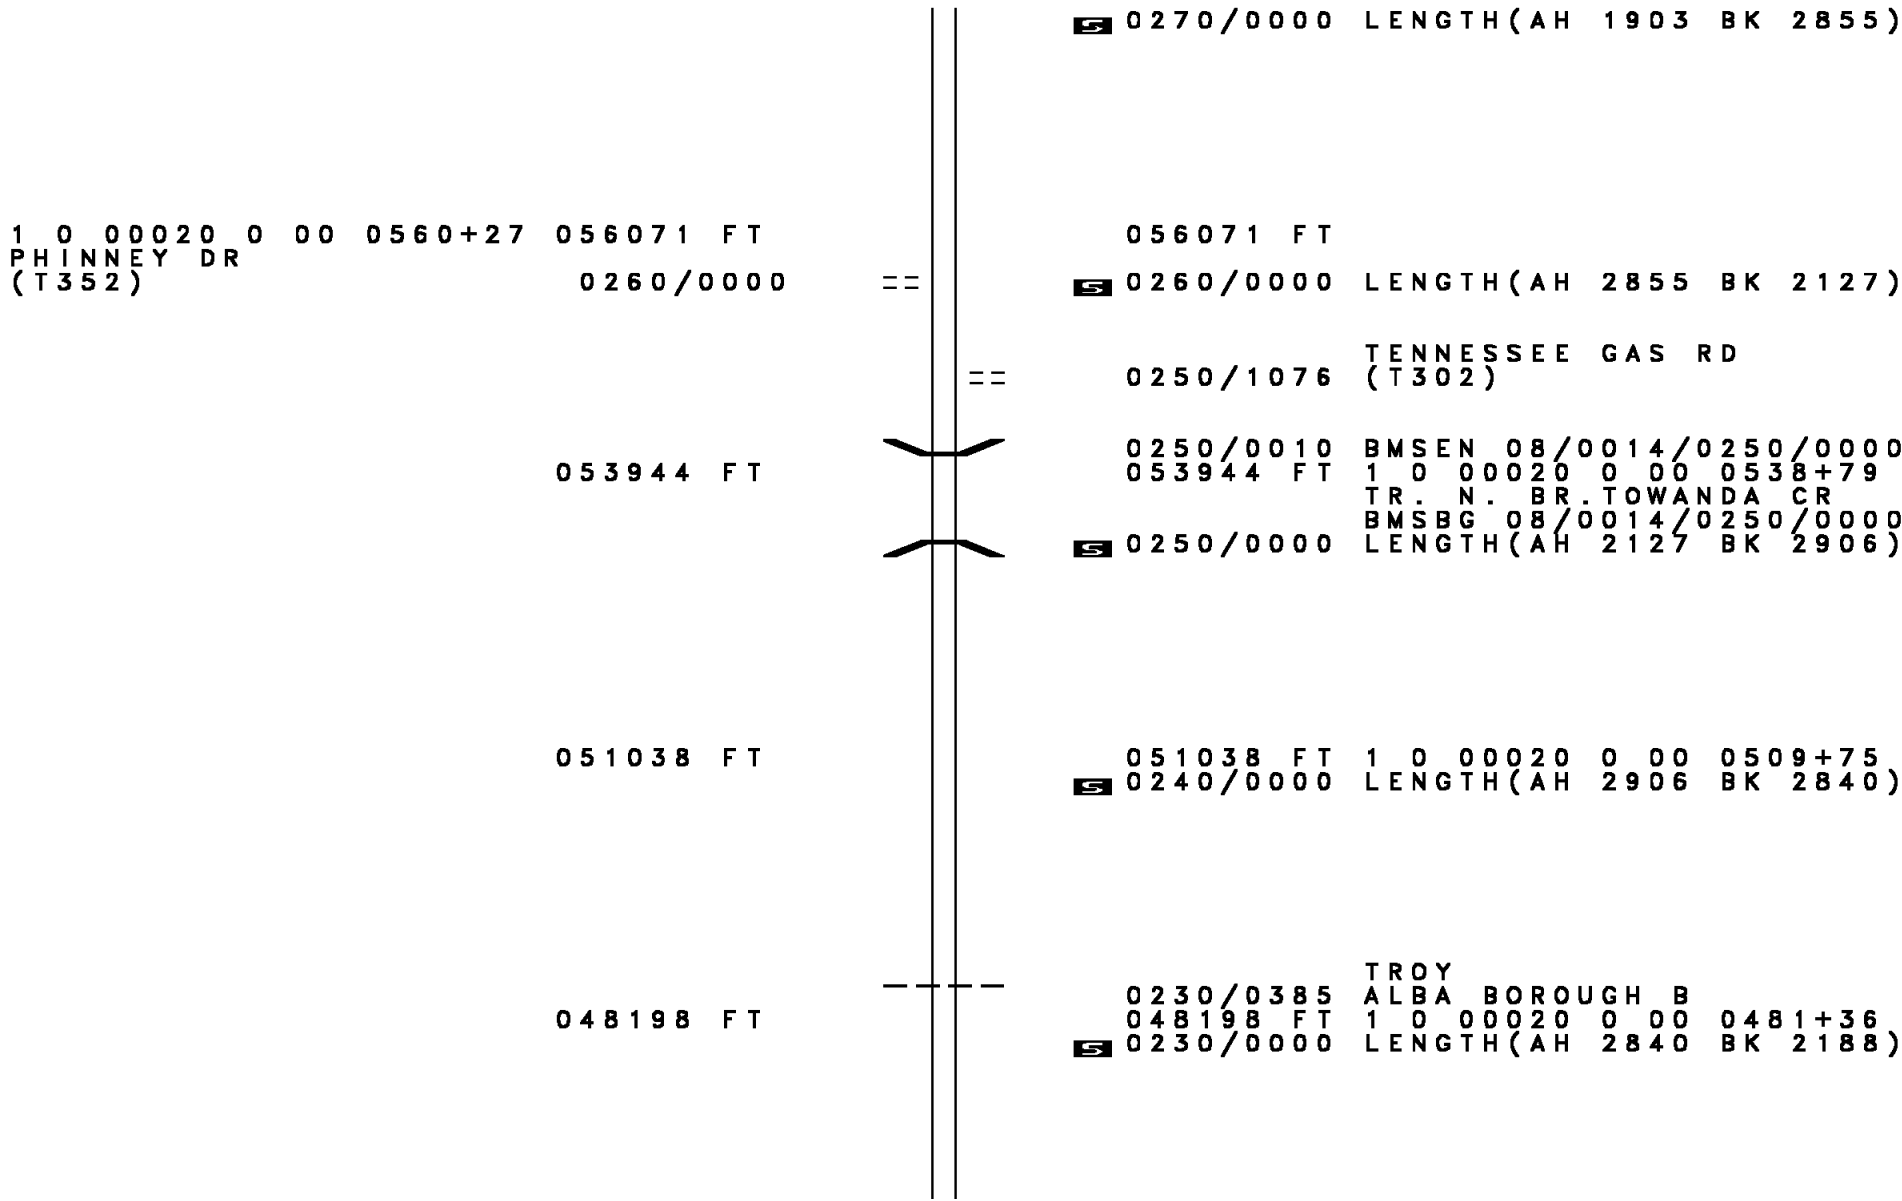 0270/0000 LENGTH(AH 1903 BK 2855)
1 0 00020 0 00 0560+27 056071 FT
056071 FT
PHINNEY DR
(T352) 0260/0000
S 0260/0000 LENGTH(AH 2855 BK 2127)
TENNESSEE GAS RD
0250/1076 (T302)
0250/0010 BMSEN 08/0014/0250/0000
053944 FT
053944 FT 1 0 00020 0 00 0538+79
TR. N. BR.TOWANDA CR
BMSBG 08/0014/0250/0000
S 0250/0000 LENGTH(AH 2127 BK 2906)
051038 FT
051038 FT 1 0 00020 0 00 0509+75
S 0240/0000 LENGTH(AH 2906 BK 2840)
TROY
0230/0385 ALBA BOROUGH B
048198 FT
048198 FT 1 0 00020 0 00 0481+36
S 0230/0000 LENGTH(AH 2840 BK 2188)